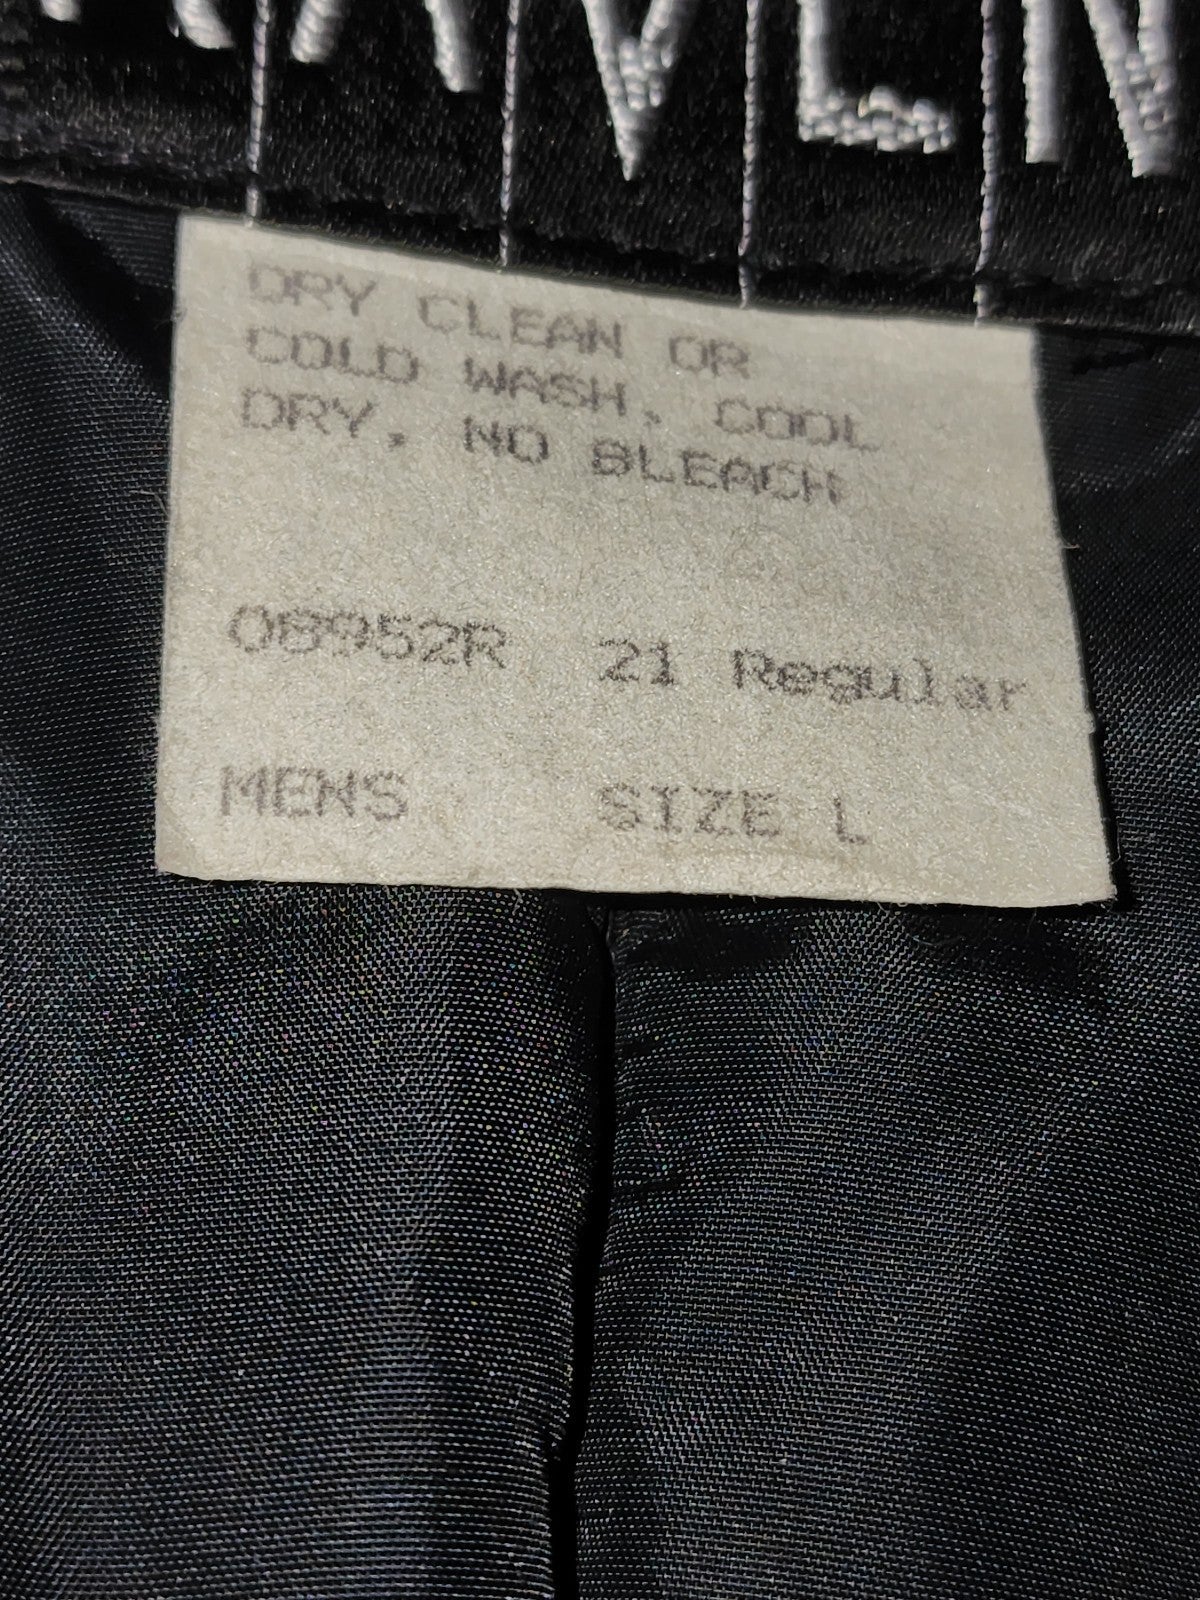 DRY CLEAN OR
COLD WASH, COOL
DRY, NO BLEACH
08952R 21 Regular
MENS SIZE L